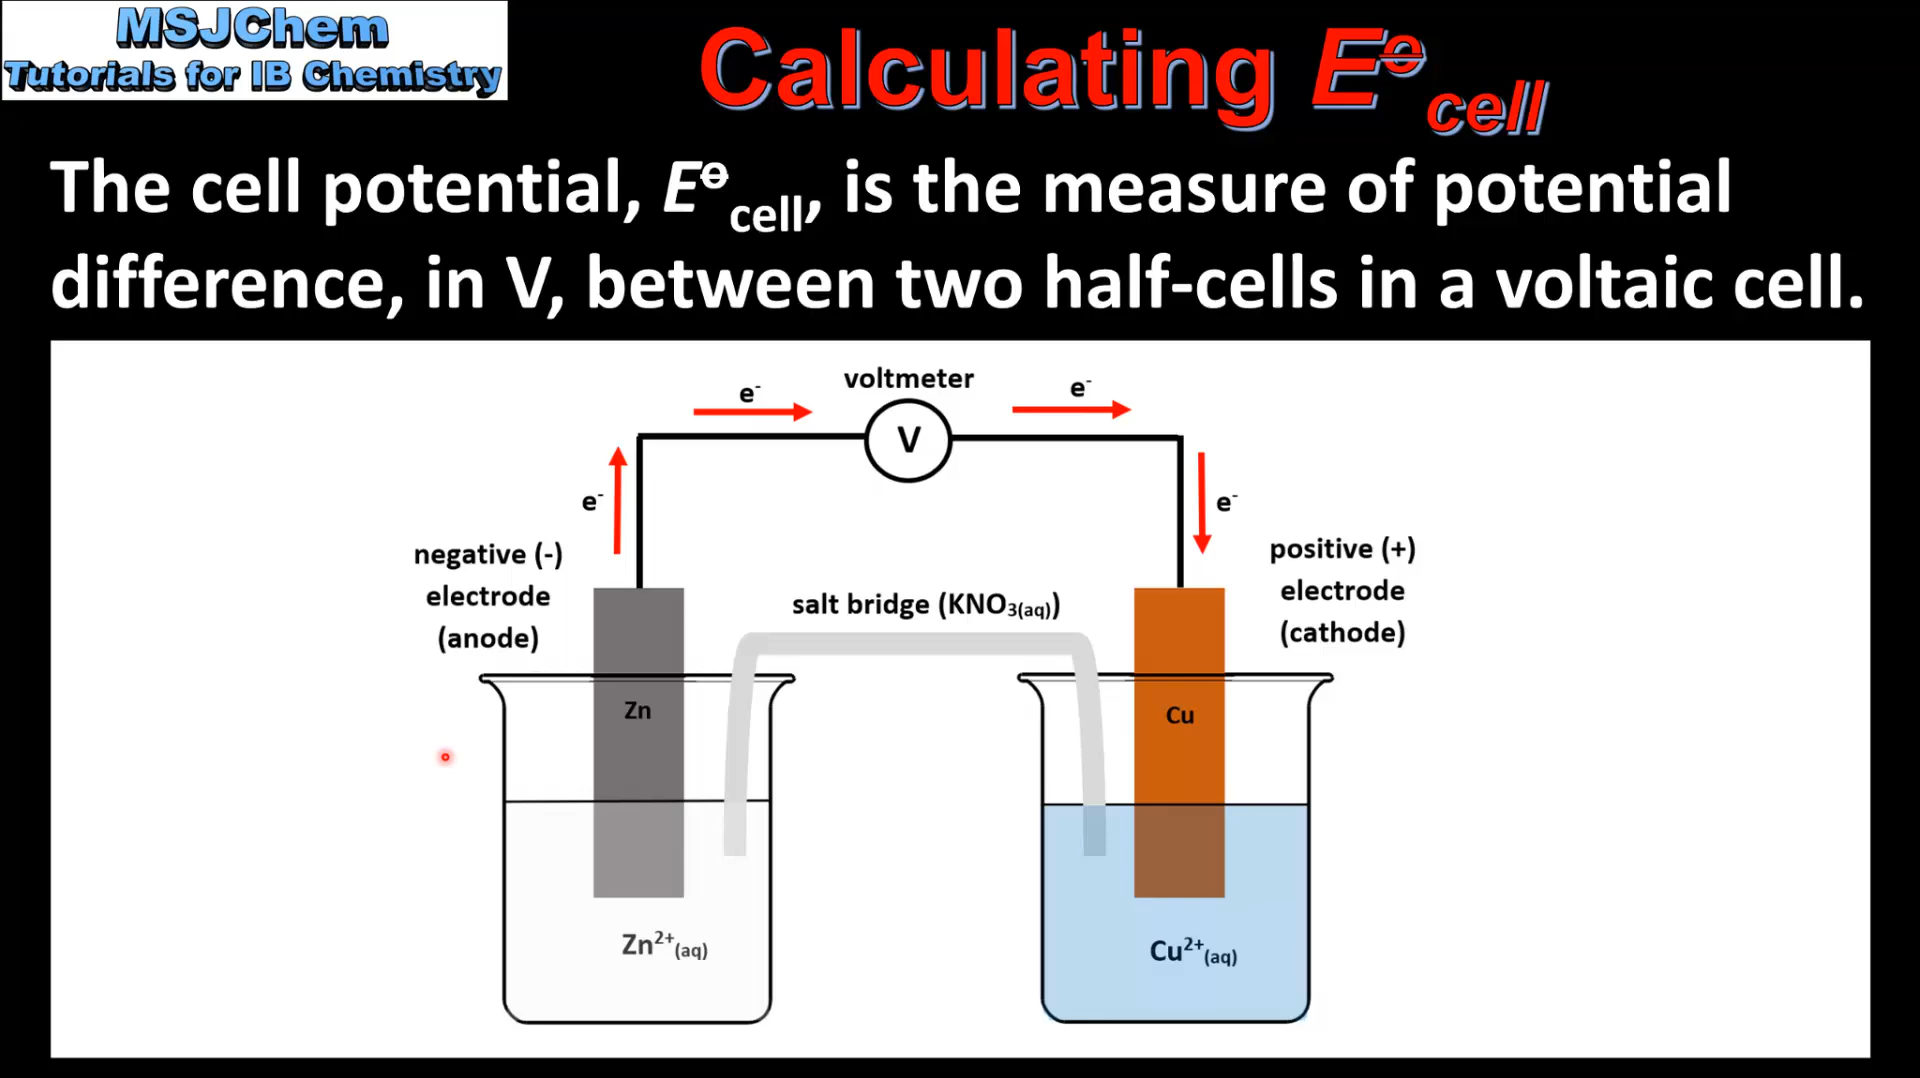 MSJChem
Tutorials for IB Chemistry
Calculating E⦵cell
The cell potential, E⦵cell, is the measure of potential
difference, in V, between two half-cells in a voltaic cell.
voltmeter
e⁻
e⁻
V
e⁻
e⁻
negative (-)
electrode
(anode)
positive (+)
electrode
(cathode)
salt bridge (KNO₃(aq))
Zn
Cu
Zn²⁺(aq)
Cu²⁺(aq)